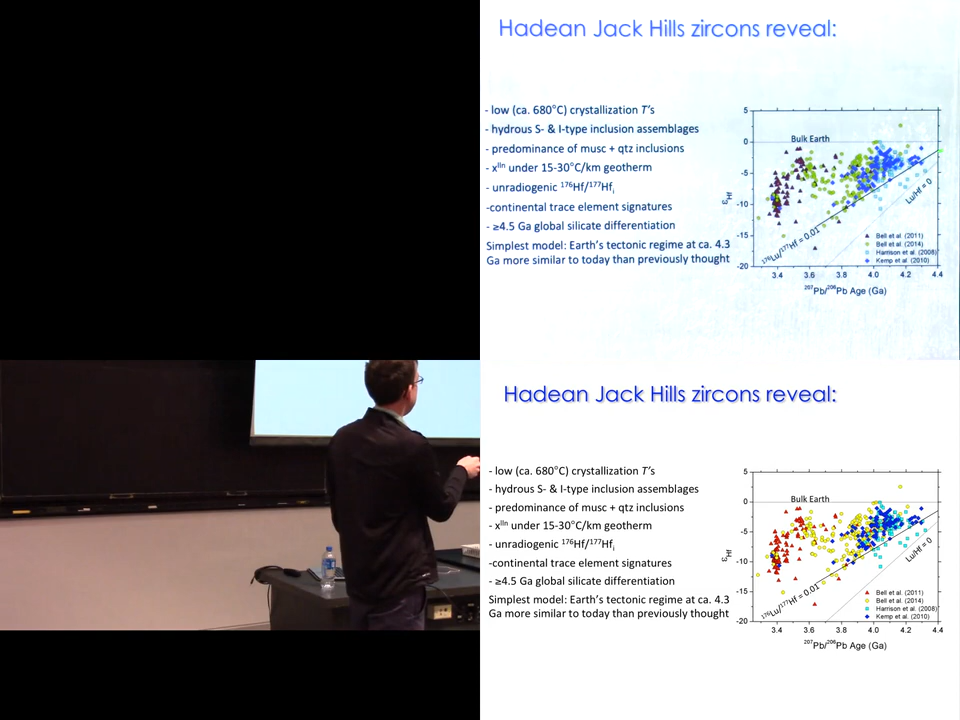 Hadean Jack Hills zircons reveal:
- low (ca. 680°C) crystallization T's
- hydrous S- & I-type inclusion assemblages
- predominance of musc + qtz inclusions
- xˡˡⁿ under 15-30°C/km geotherm
- unradiogenic ¹⁷⁶Hf/¹⁷⁷Hfᵢ
-continental trace element signatures
- ≥4.5 Ga global silicate differentiation
Simplest model: Earth's tectonic regime at ca. 4.3
Ga more similar to today than previously thought
5
0
-5
-10
-15
-20
εHf
Bulk Earth
Lu/Hf = 0
¹⁷⁶Lu/¹⁷⁷Hf = 0.01
Bell et al. (2011)
Bell et al. (2014)
Harrison et al. (2008)
Kemp et al. (2010)
3.4 3.6 3.8 4.0 4.2 4.4
²⁰⁷Pb/²⁰⁶Pb Age (Ga)
Hadean Jack Hills zircons reveal:
- low (ca. 680°C) crystallization T's
- hydrous S- & I-type inclusion assemblages
- predominance of musc + qtz inclusions
- xˡˡⁿ under 15-30°C/km geotherm
- unradiogenic ¹⁷⁶Hf/¹⁷⁷Hfᵢ
-continental trace element signatures
- ≥4.5 Ga global silicate differentiation
Simplest model: Earth's tectonic regime at ca. 4.3
Ga more similar to today than previously thought
5
0
-5
-10
-15
-20
εHf
Bulk Earth
Lu/Hf = 0
¹⁷⁶Lu/¹⁷⁷Hf = 0.01
Bell et al. (2011)
Bell et al. (2014)
Harrison et al. (2008)
Kemp et al. (2010)
3.4 3.6 3.8 4.0 4.2 4.4
²⁰⁷Pb/²⁰⁶Pb Age (Ga)